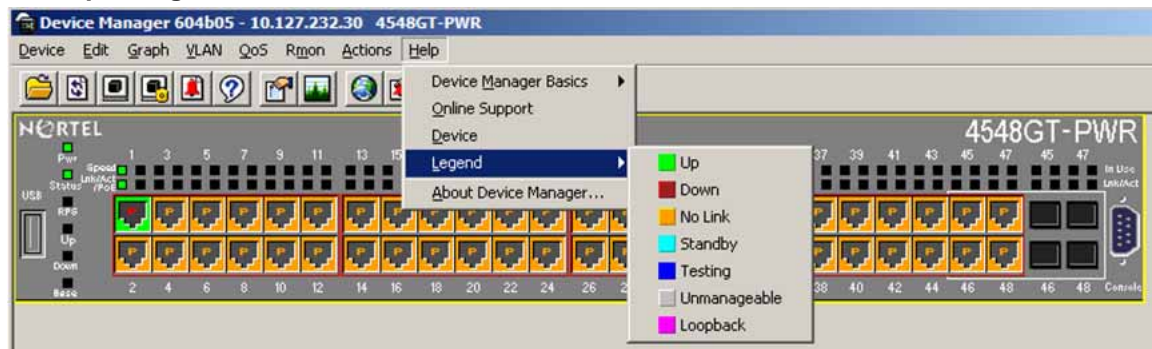 Device Manager 604b05 - 10.127.232.30 4548GT-PWR
Device Edit Graph VLAN QoS Rmon Actions Help
Device Manager Basics
Online Support
Device
Legend
About Device Manager...
Up
Down
No Link
Standby
Testing
Unmanageable
Loopback
NORTEL
4548GT-PWR
Pwr
Speed
Lnk/Act
/PoE
Status
USB
RPS
Up
Down
Base
1 3 5 7 9 11 13 15
37 39 41 43 45 47 45 47
In Use
Lnk/Act
P P P P P P
2 4 6 8 10 12 14 16 18 20 22 24 26
38 40 42 44 46 48 46 48 Console